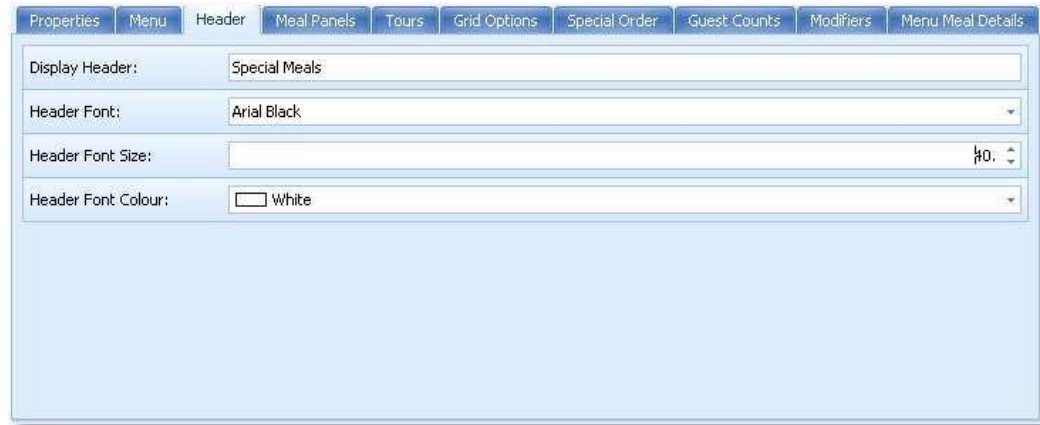 Properties Menu Header Meal Panels Tours Grid Options Special Order Guest Counts Modifiers Menu Meal Details
Display Header: Special Meals
Header Font: Arial Black
Header Font Size: 40.
Header Font Colour: White